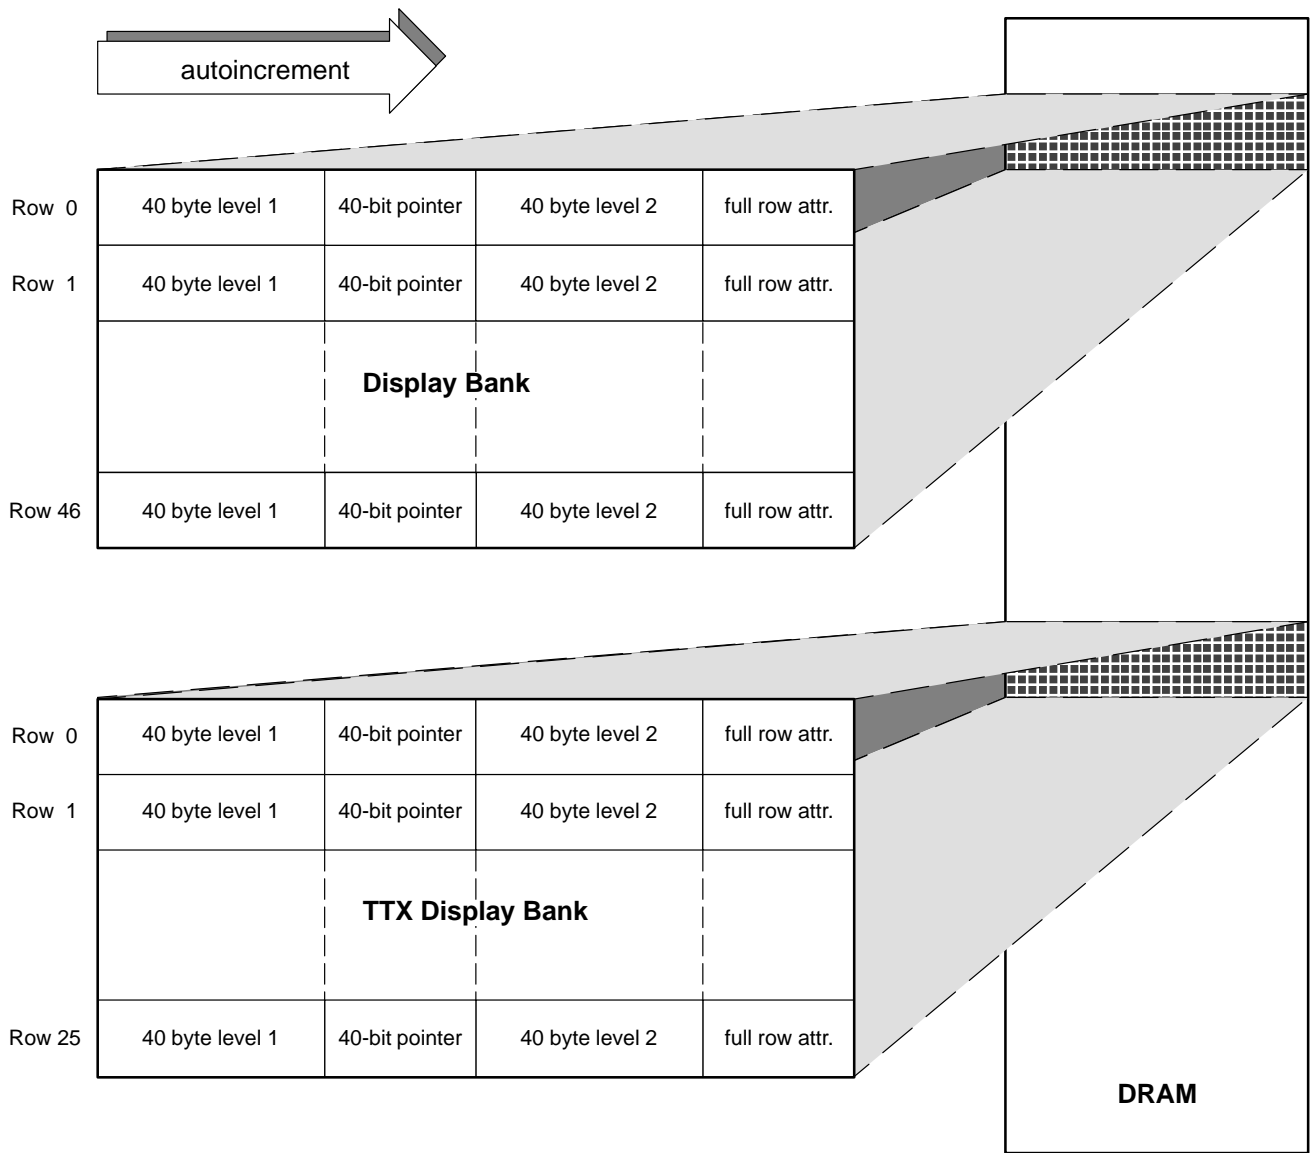 autoincrement
Row 0 40 byte level 1 40-bit pointer 40 byte level 2 full row attr.
Row 1 40 byte level 1 40-bit pointer 40 byte level 2 full row attr.
Display Bank
Row 46 40 byte level 1 40-bit pointer 40 byte level 2 full row attr.
Row 0 40 byte level 1 40-bit pointer 40 byte level 2 full row attr.
Row 1 40 byte level 1 40-bit pointer 40 byte level 2 full row attr.
TTX Display Bank
Row 25 40 byte level 1 40-bit pointer 40 byte level 2 full row attr.
DRAM